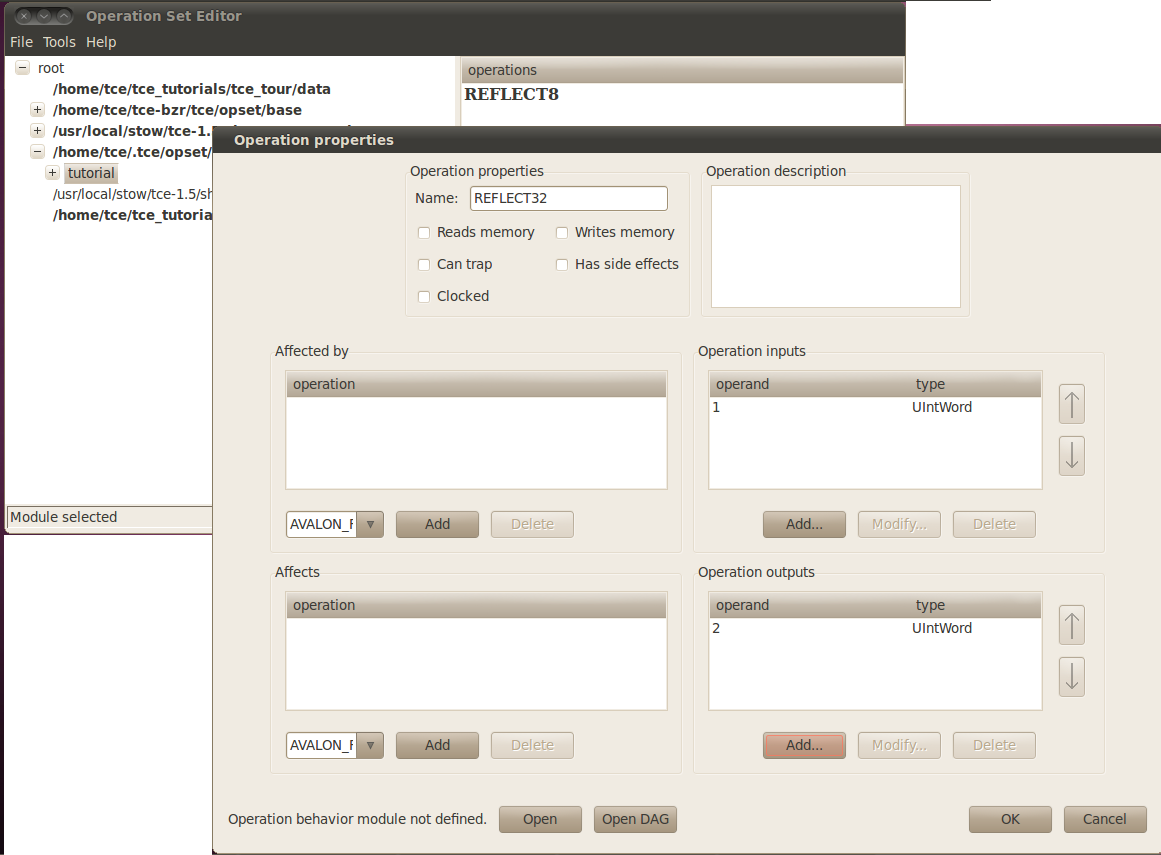 Operation Set Editor
File Tools Help
root
/home/tce/tce_tutorials/tce_tour/data
/home/tce/tce-bzr/tce/opset/base
/usr/local/stow/tce-1.
/home/tce/.tce/opset/
tutorial
/usr/local/stow/tce-1.5/sh
/home/tce/tce_tutoria
Module selected
operations
REFLECT8
Operation properties
Operation properties
Name: REFLECT32
Reads memory Writes memory
Can trap Has side effects
Clocked
Operation description
Affected by
operation
AVALON_F Add Delete
Operation inputs
operand type
1 UIntWord
Add... Modify... Delete
Affects
operation
AVALON_F Add Delete
Operation outputs
operand type
2 UIntWord
Add... Modify... Delete
Operation behavior module not defined. Open Open DAG OK Cancel